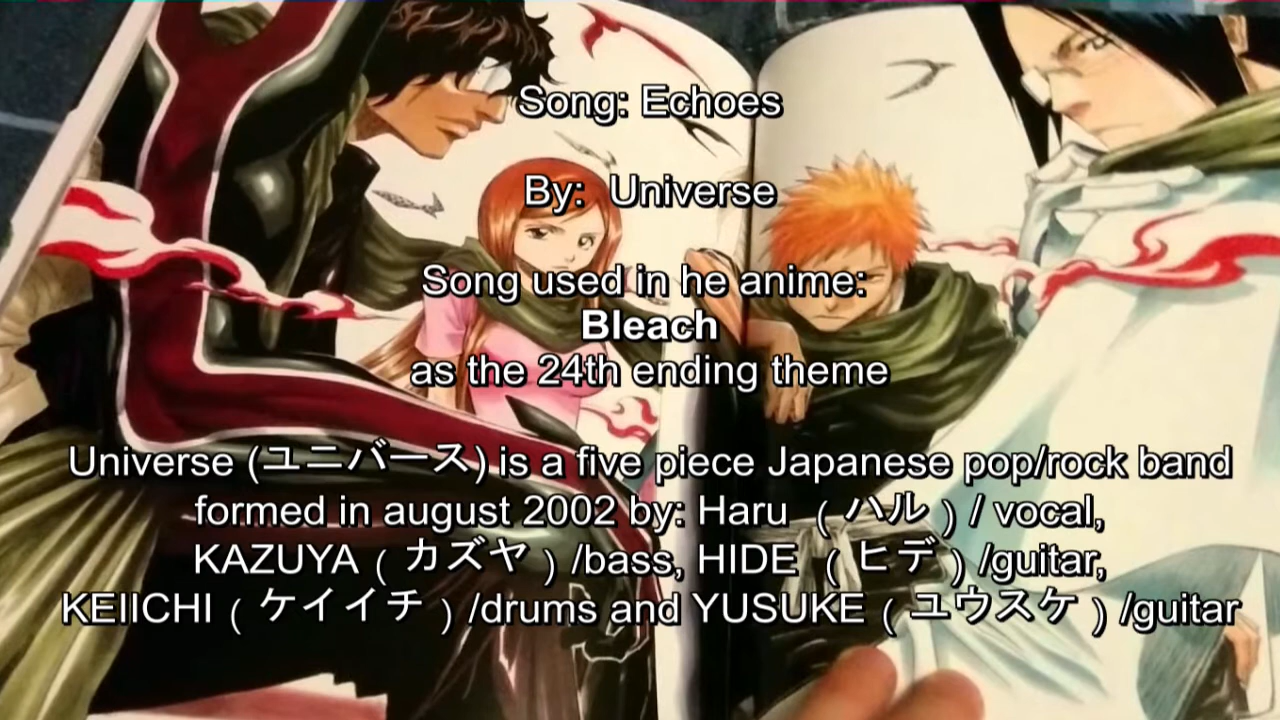 Song: Echoes
By: Universe
Song used in he anime:
Bleach
as the 24th ending theme
Universe (ユニバース) is a five piece Japanese pop/rock band
formed in august 2002 by: Haru （ハル）/ vocal,
KAZUYA（カズヤ）/bass, HIDE （ヒデ）/guitar,
KEIICHI（ケイイチ）/drums and YUSUKE（ユウスケ）/guitar